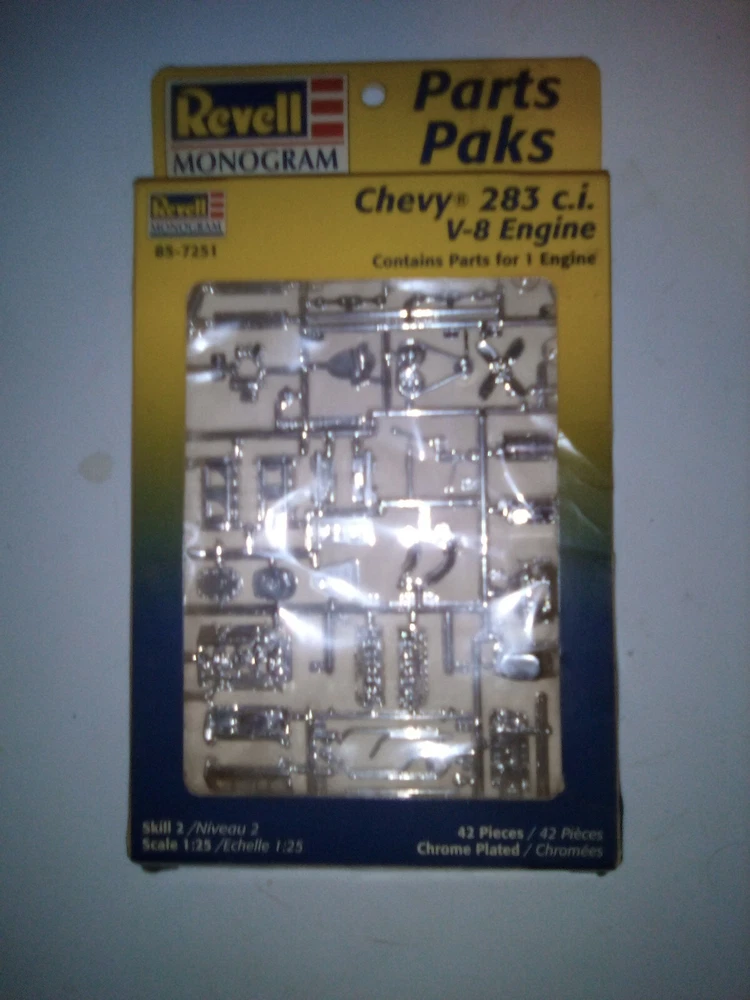 Revell
MONOGRAM
Parts
Paks
Revell
MONOGRAM
85-7251
Chevy® 283 c.i.
V-8 Engine
Contains Parts for 1 Engine
Skill 2 /Niveau 2
Scale 1:25 /Echelle 1:25
42 Pieces / 42 Pièces
Chrome Plated / Chromées